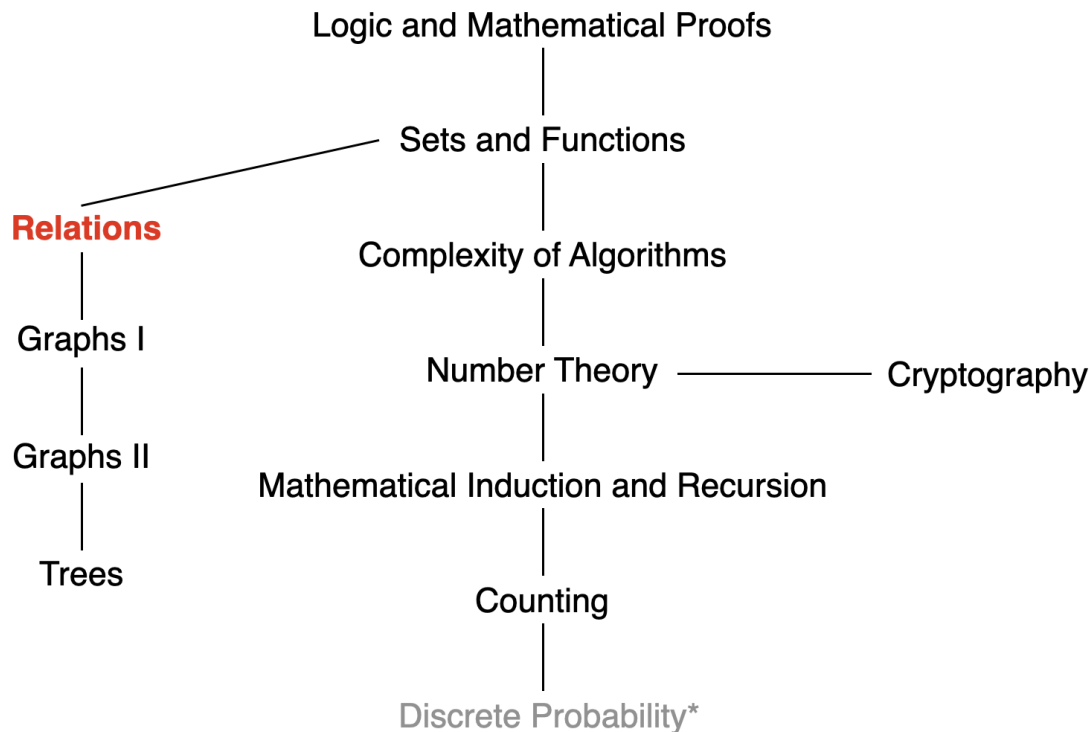 Logic and Mathematical Proofs
Sets and Functions
Relations
Complexity of Algorithms
Graphs I
Number Theory
Cryptography
Graphs II
Mathematical Induction and Recursion
Trees
Counting
Discrete Probability*